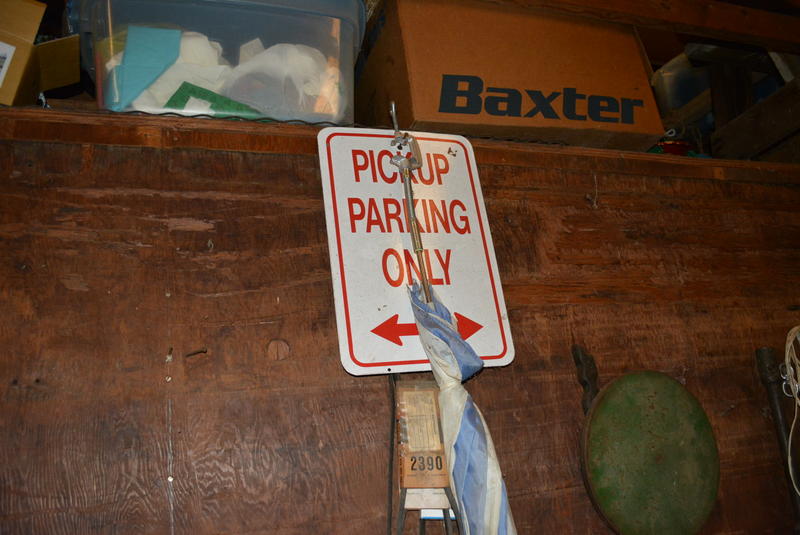 Baxter
PICKUP
PARKING
ONLY
2390